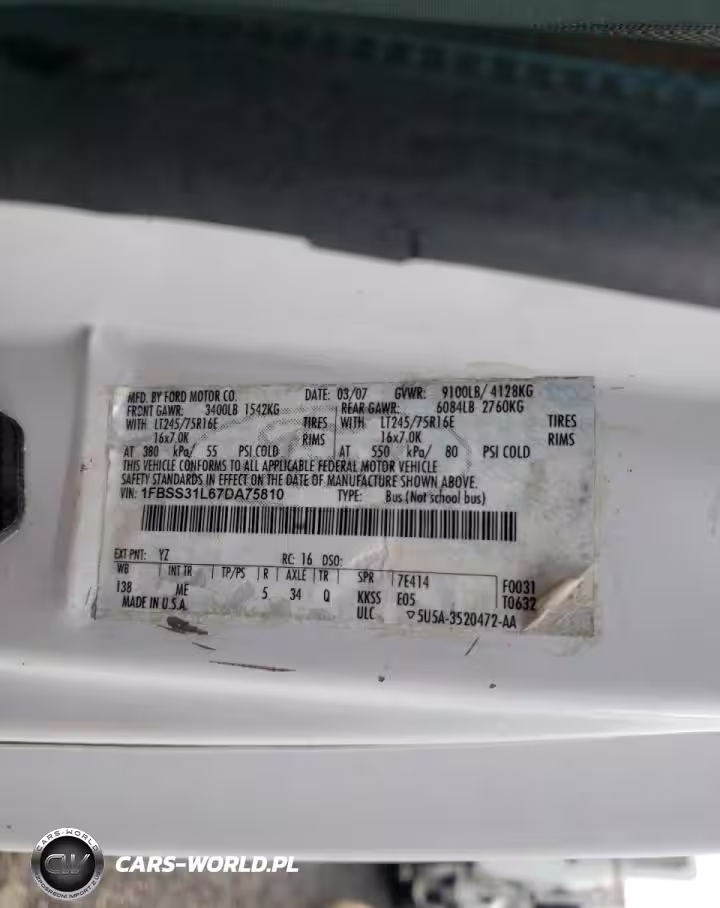 MFD. BY FORD MOTOR CO. DATE: 03/07 GVWR: 9100LB/ 4128KG
FRONT GAWR: 3400LB 1542KG REAR GAWR: 6084LB 2760KG
WITH LT245/75R16E TIRES WITH LT245/75R16E TIRES
16x7.0K RIMS 16x7.0K RIMS
AT 380 kPa/ 55 PSI COLD AT 550 kPa/ 80 PSI COLD
THIS VEHICLE CONFORMS TO ALL APPLICABLE FEDERAL MOTOR VEHICLE
SAFETY STANDARDS IN EFFECT ON THE DATE OF MANUFACTURE SHOWN ABOVE.
VIN: 1FBSS31L67DA75810 TYPE: Bus (Not school bus)
EXT PNT: YZ RC: 16 DSO:
WB INT TR TP/PS R AXLE TR SPR 7E414 F0031
138 ME 5 34 Q KKSS E05 T0632
MADE IN U.S.A. ULC ▽5U5A-3520472-AA
CARS-WORLD
CW
CARS-WORLD.PL